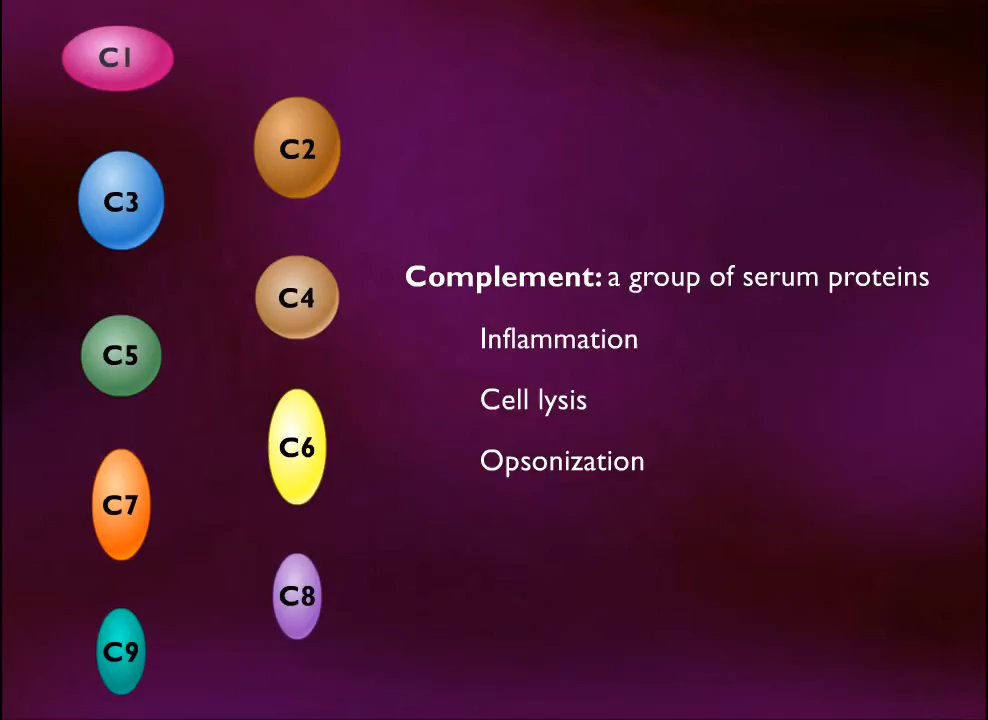 C1
C2
C3
C4
C5
C6
C7
C8
C9
Complement: a group of serum proteins
Inflammation
Cell lysis
Opsonization